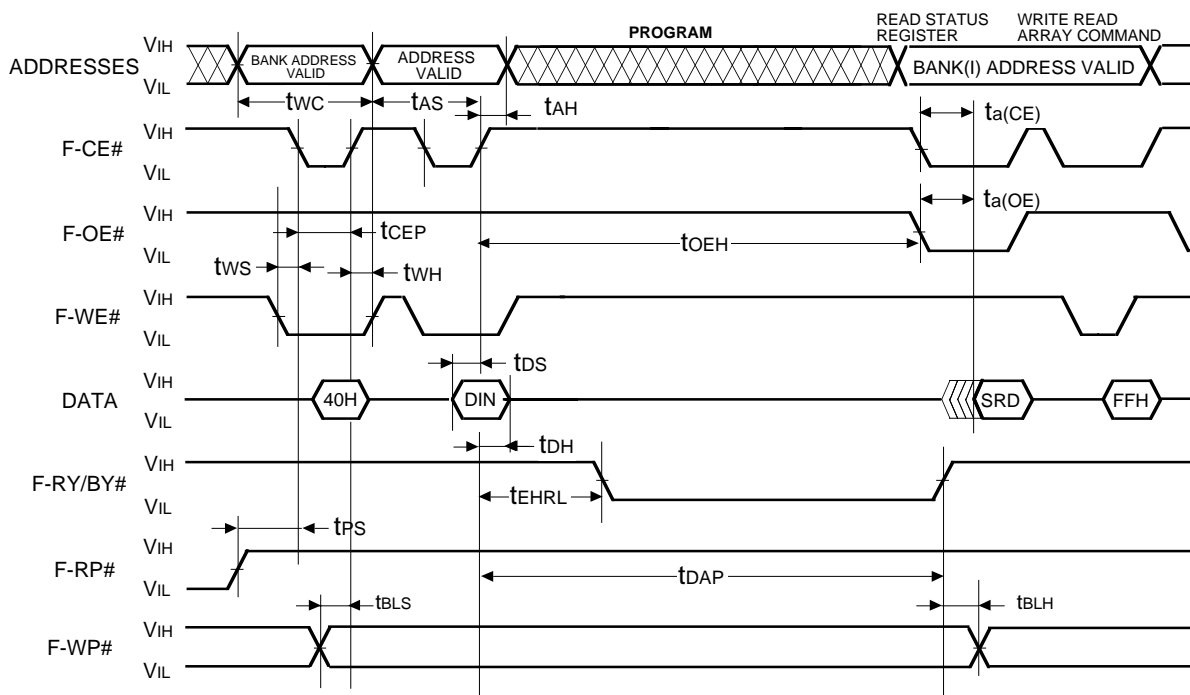 PROGRAM
READ STATUS
REGISTER
WRITE READ
ARRAY COMMAND
ADDRESSES
VIH
VIL
BANK ADDRESS
VALID
ADDRESS
VALID
BANK(I) ADDRESS VALID
tWC
tAS
tAH
ta(CE)
F-CE#
VIH
VIL
ta(OE)
F-OE#
VIH
VIL
tCEP
tOEH
tWS
tWH
F-WE#
VIH
VIL
tDS
DATA
VIH
VIL
40H
DIN
SRD
FFH
tDH
F-RY/BY#
VIH
VIL
tEHRL
tPS
F-RP#
VIH
VIL
tDAP
tBLS
tBLH
F-WP#
VIH
VIL